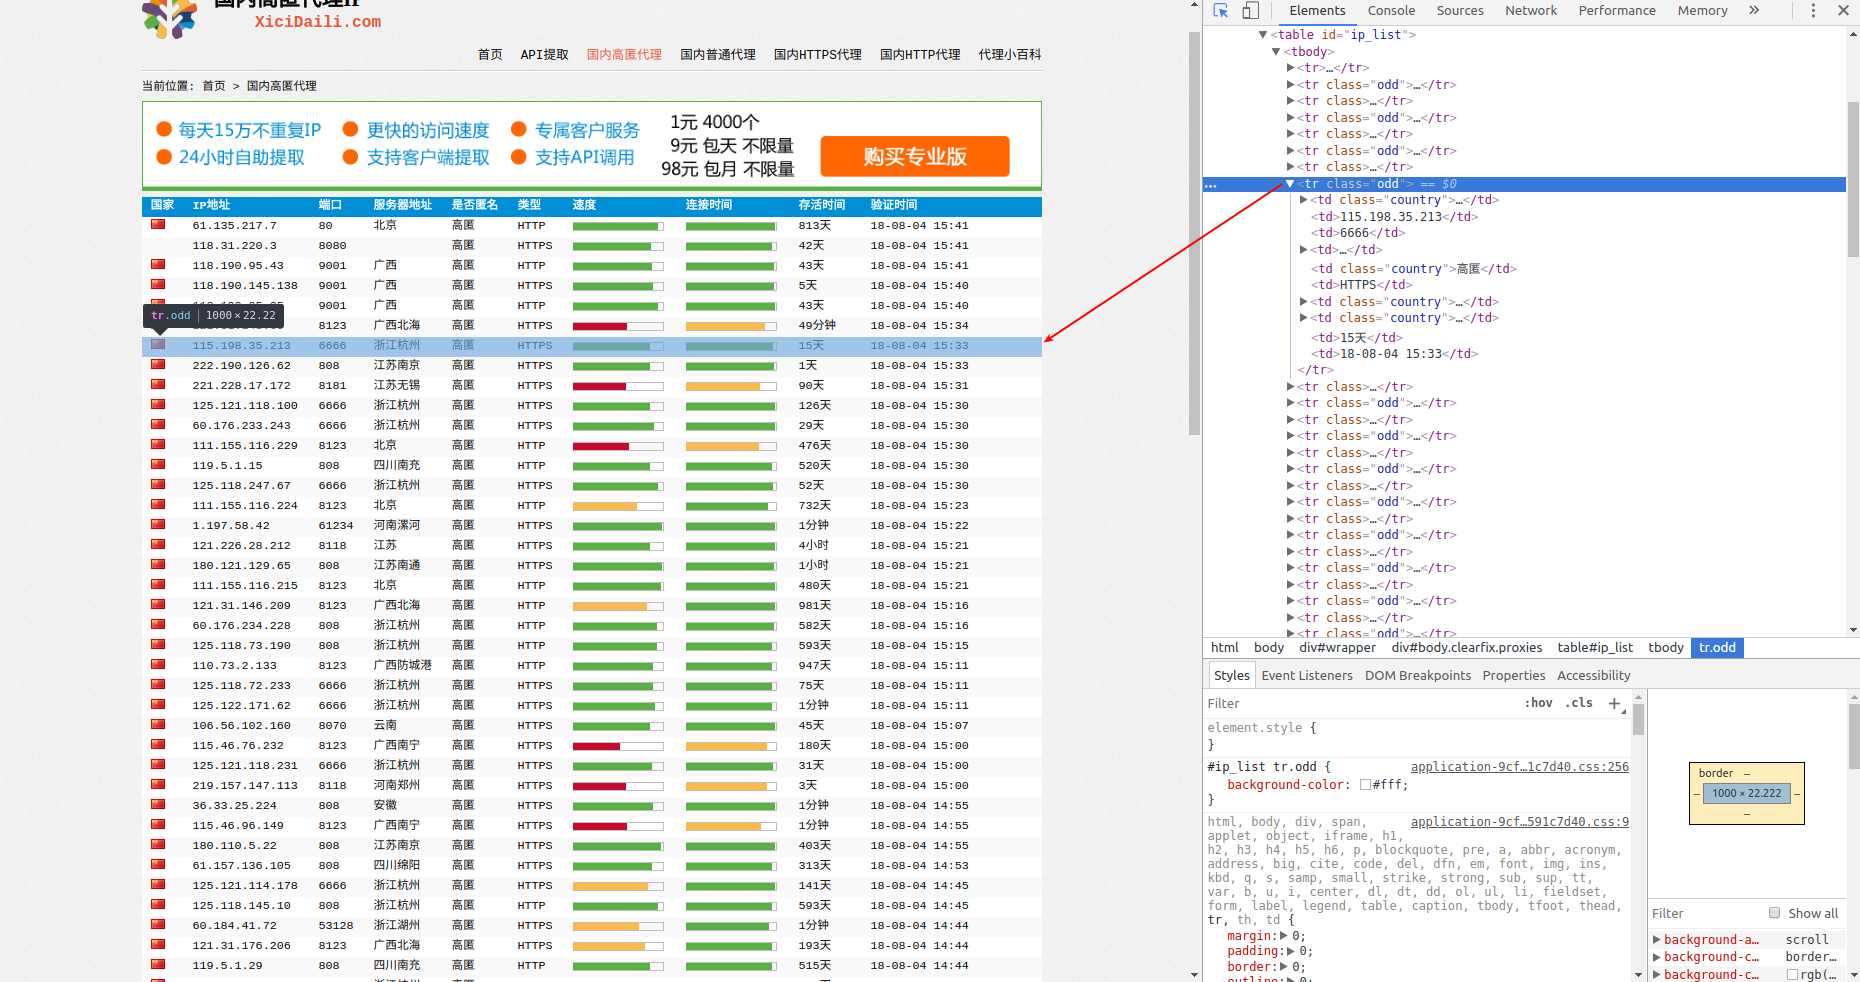 国内高匿代理IP
XiciDaili.com
首页 API提取 国内高匿代理 国内普通代理 国内HTTPS代理 国内HTTP代理 代理小百科
当前位置: 首页 > 国内高匿代理
每天15万不重复IP 更快的访问速度 专属客户服务
24小时自助提取 支持客户端提取 支持API调用
1元 4000个
9元 包天 不限量
98元 包月 不限量
购买专业版
国家 IP地址 端口 服务器地址 是否匿名 类型 速度 连接时间 存活时间 验证时间
61.135.217.7 80 北京 高匿 HTTP 813天 18-08-04 15:41
118.31.220.3 8080 高匿 HTTPS 42天 18-08-04 15:41
118.190.95.43 9001 广西 高匿 HTTP 43天 18-08-04 15:41
118.190.145.138 9001 广西 高匿 HTTPS 5天 18-08-04 15:40
9001 广西 高匿 HTTP 43天 18-08-04 15:40
tr.odd 1000×22.22
8123 广西北海 高匿 HTTPS 49分钟 18-08-04 15:34
115.198.35.213 6666 浙江杭州 高匿 HTTPS 15天 18-08-04 15:33
222.190.126.62 808 江苏南京 高匿 HTTPS 1天 18-08-04 15:33
221.228.17.172 8181 江苏无锡 高匿 HTTPS 90天 18-08-04 15:31
125.121.118.100 6666 浙江杭州 高匿 HTTPS 126天 18-08-04 15:30
60.176.233.243 6666 浙江杭州 高匿 HTTPS 29天 18-08-04 15:30
111.155.116.229 8123 北京 高匿 HTTP 476天 18-08-04 15:30
119.5.1.15 808 四川南充 高匿 HTTP 520天 18-08-04 15:30
125.118.247.67 6666 浙江杭州 高匿 HTTPS 52天 18-08-04 15:30
111.155.116.224 8123 北京 高匿 HTTP 732天 18-08-04 15:23
1.197.58.42 61234 河南漯河 高匿 HTTPS 1分钟 18-08-04 15:22
121.226.28.212 8118 江苏 高匿 HTTPS 4小时 18-08-04 15:21
180.121.129.65 808 江苏南通 高匿 HTTPS 1小时 18-08-04 15:21
111.155.116.215 8123 北京 高匿 HTTP 480天 18-08-04 15:21
121.31.146.209 8123 广西北海 高匿 HTTP 981天 18-08-04 15:16
60.176.234.228 808 浙江杭州 高匿 HTTP 582天 18-08-04 15:16
125.118.73.190 808 浙江杭州 高匿 HTTP 593天 18-08-04 15:15
110.73.2.133 8123 广西防城港 高匿 HTTP 947天 18-08-04 15:11
125.118.72.233 6666 浙江杭州 高匿 HTTPS 75天 18-08-04 15:11
125.122.171.62 6666 浙江杭州 高匿 HTTPS 1分钟 18-08-04 15:11
106.56.102.160 8070 云南 高匿 HTTPS 45天 18-08-04 15:07
115.46.76.232 8123 广西南宁 高匿 HTTPS 180天 18-08-04 15:00
125.121.118.231 6666 浙江杭州 高匿 HTTPS 31天 18-08-04 15:00
219.157.147.113 8118 河南郑州 高匿 HTTPS 3天 18-08-04 15:00
36.33.25.224 808 安徽 高匿 HTTPS 1分钟 18-08-04 14:55
115.46.96.149 8123 广西南宁 高匿 HTTPS 1分钟 18-08-04 14:55
180.110.5.22 808 江苏南京 高匿 HTTPS 403天 18-08-04 14:55
61.157.136.105 808 四川绵阳 高匿 HTTPS 313天 18-08-04 14:53
125.121.114.178 6666 浙江杭州 高匿 HTTPS 141天 18-08-04 14:45
125.118.145.10 808 浙江杭州 高匿 HTTP 593天 18-08-04 14:45
60.184.41.72 53128 浙江湖州 高匿 HTTPS 1分钟 18-08-04 14:44
121.31.176.206 8123 广西北海 高匿 HTTPS 193天 18-08-04 14:44
119.5.1.29 808 四川南充 高匿 HTTP 515天 18-08-04 14:44
Elements Console Sources Network Performance Memory »
▼<table id="ip_list">
▼<tbody>
▶<tr>…</tr>
▶<tr class="odd">…</tr>
▶<tr class>…</tr>
▶<tr class="odd">…</tr>
▶<tr class>…</tr>
▶<tr class="odd">…</tr>
▶<tr class>…</tr>
… ▼<tr class="odd"> == $0
▶<td class="country">…</td>
<td>115.198.35.213</td>
<td>6666</td>
▶<td>…</td>
<td class="country">高匿</td>
<td>HTTPS</td>
▶<td class="country">…</td>
▶<td class="country">…</td>
<td>15天</td>
<td>18-08-04 15:33</td>
</tr>
▶<tr class>…</tr>
▶<tr class="odd">…</tr>
▶<tr class>…</tr>
▶<tr class="odd">…</tr>
▶<tr class>…</tr>
▶<tr class="odd">…</tr>
▶<tr class>…</tr>
▶<tr class="odd">…</tr>
▶<tr class>…</tr>
▶<tr class="odd">…</tr>
▶<tr class>…</tr>
▶<tr class="odd">…</tr>
▶<tr class>…</tr>
▶<tr class="odd">…</tr>
▶<tr class>…</tr>
▶<tr class="odd">…</tr>
html body div#wrapper div#body.clearfix.proxies table#ip_list tbody tr.odd
Styles Event Listeners DOM Breakpoints Properties Accessibility
Filter :hov .cls +
element.style {
}
#ip_list tr.odd { application-9cf…1c7d40.css:256
background-color: #fff;
}
html, body, div, span, application-9cf…591c7d40.css:9
applet, object, iframe, h1,
h2, h3, h4, h5, h6, p, blockquote, pre, a, abbr, acronym,
address, big, cite, code, del, dfn, em, font, img, ins,
kbd, q, s, samp, small, strike, strong, sub, sup, tt,
var, b, u, i, center, dl, dt, dd, ol, ul, li, fieldset,
form, label, legend, table, caption, tbody, tfoot, thead,
tr, th, td {
margin:▶ 0;
padding:▶ 0;
border:▶ 0;
outline:▶ 0;
border –
– 1000 × 22.222 –
–
Filter Show all
▶background-a… scroll
▶background-c… border…
▶background-c… rgb(…